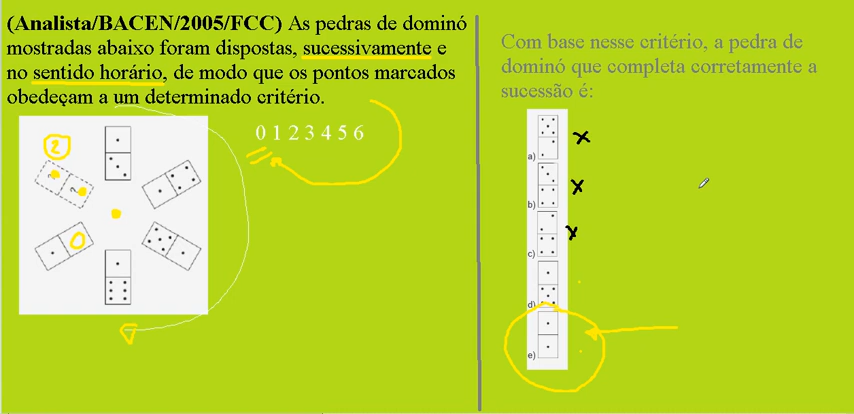 (Analista/BACEN/2005/FCC) As pedras de dominó
mostradas abaixo foram dispostas, sucessivamente e
no sentido horário, de modo que os pontos marcados
obedeçam a um determinado critério.
0 1 2 3 4 5 6
2
?
?
0
Com base nesse critério, a pedra de
dominó que completa corretamente a
sucessão é:
a)
b)
c)
d)
e)